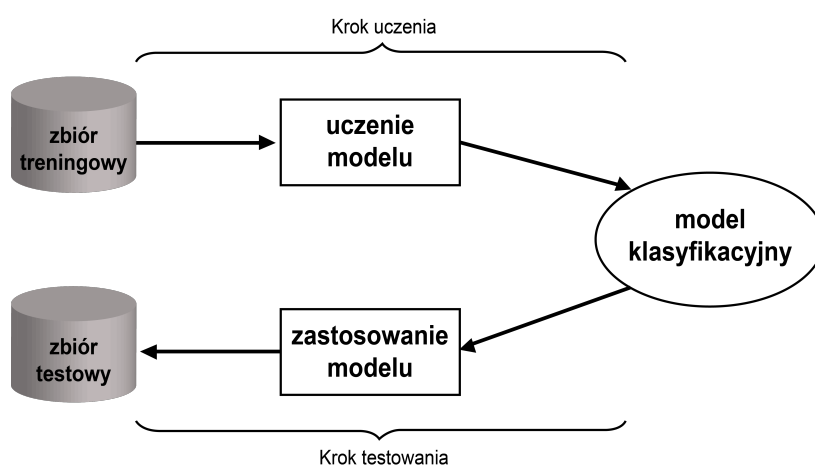 Krok uczenia
zbiór
treningowy
uczenie
modelu
model
klasyfikacyjny
zbiór
testowy
zastosowanie
modelu
Krok testowania